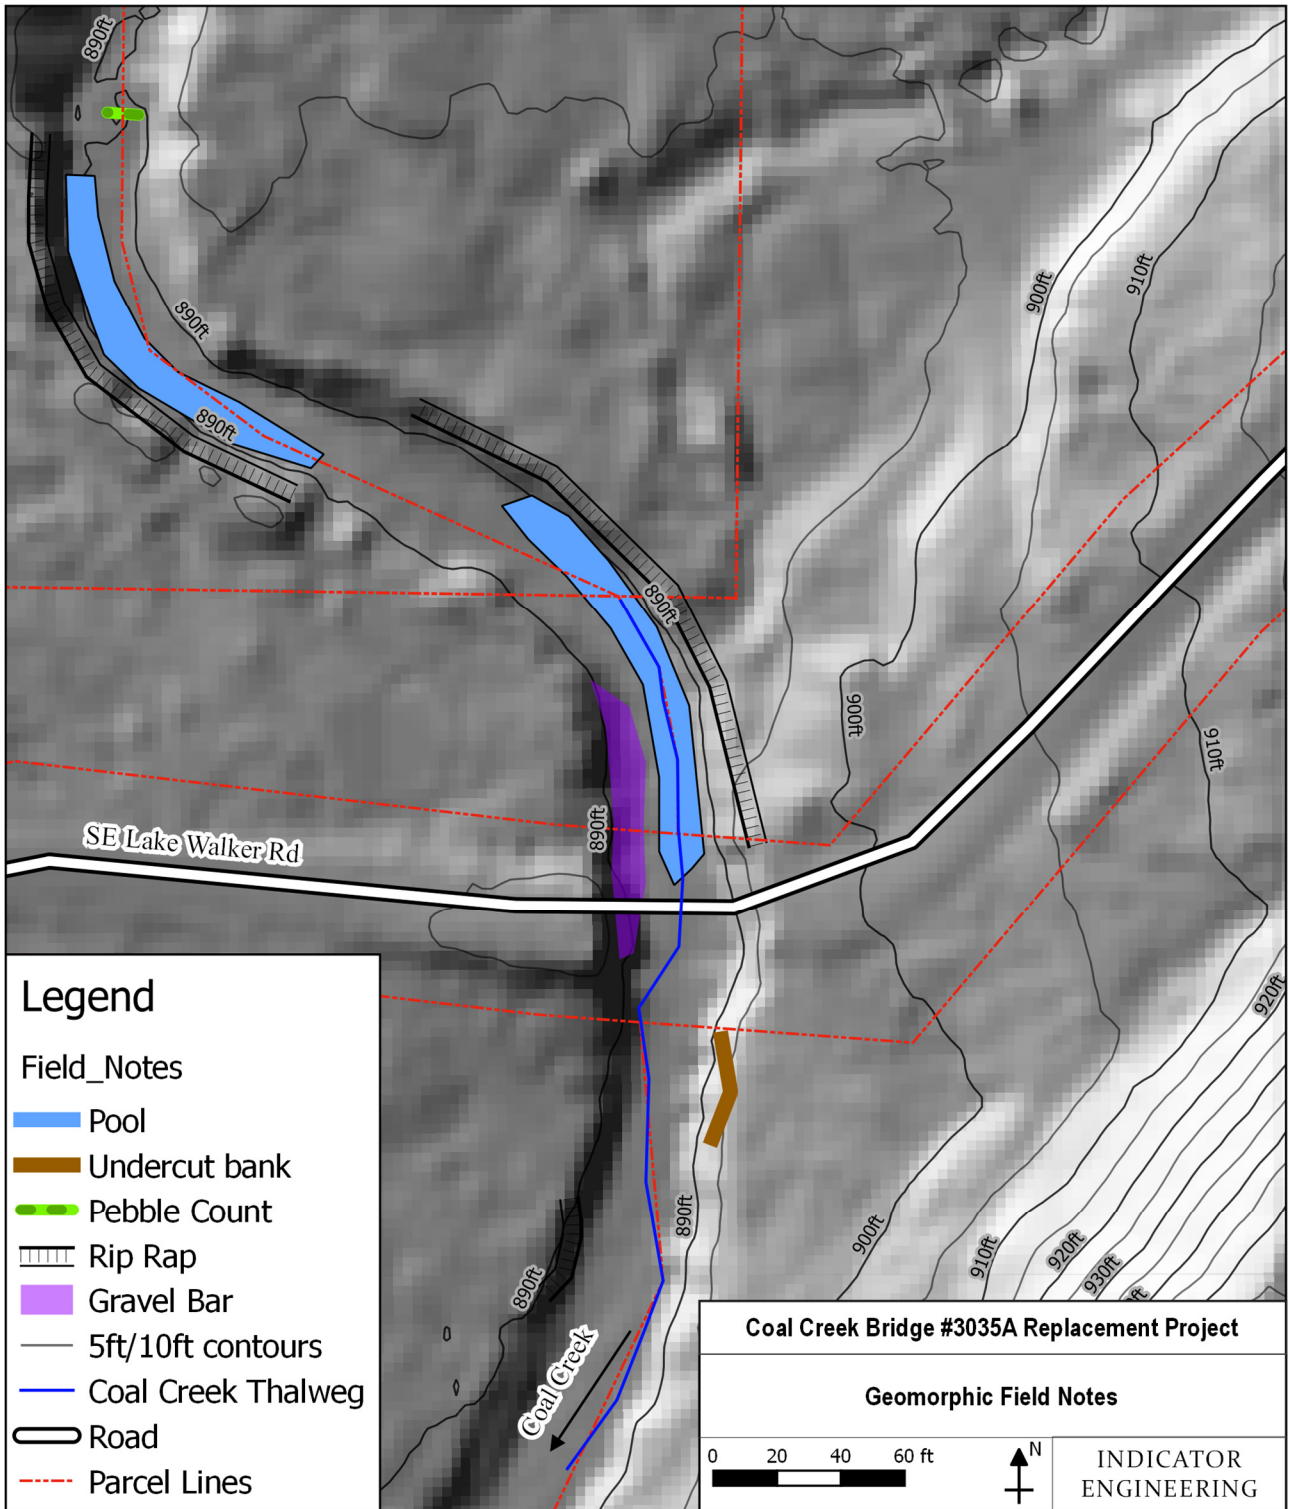 890ft
890ft
890ft
900ft
910ft
890ft
900ft
910ft
890ft
SE Lake Walker Rd
920ft
890ft
900ft
910ft
920ft
930ft
890ft
Coal Creek
Legend
Field_Notes
Pool
Undercut bank
Pebble Count
Rip Rap
Gravel Bar
5ft/10ft contours
Coal Creek Thalweg
Road
Parcel Lines
Coal Creek Bridge #3035A Replacement Project
Geomorphic Field Notes
0 20 40 60 ft
N
INDICATOR
ENGINEERING